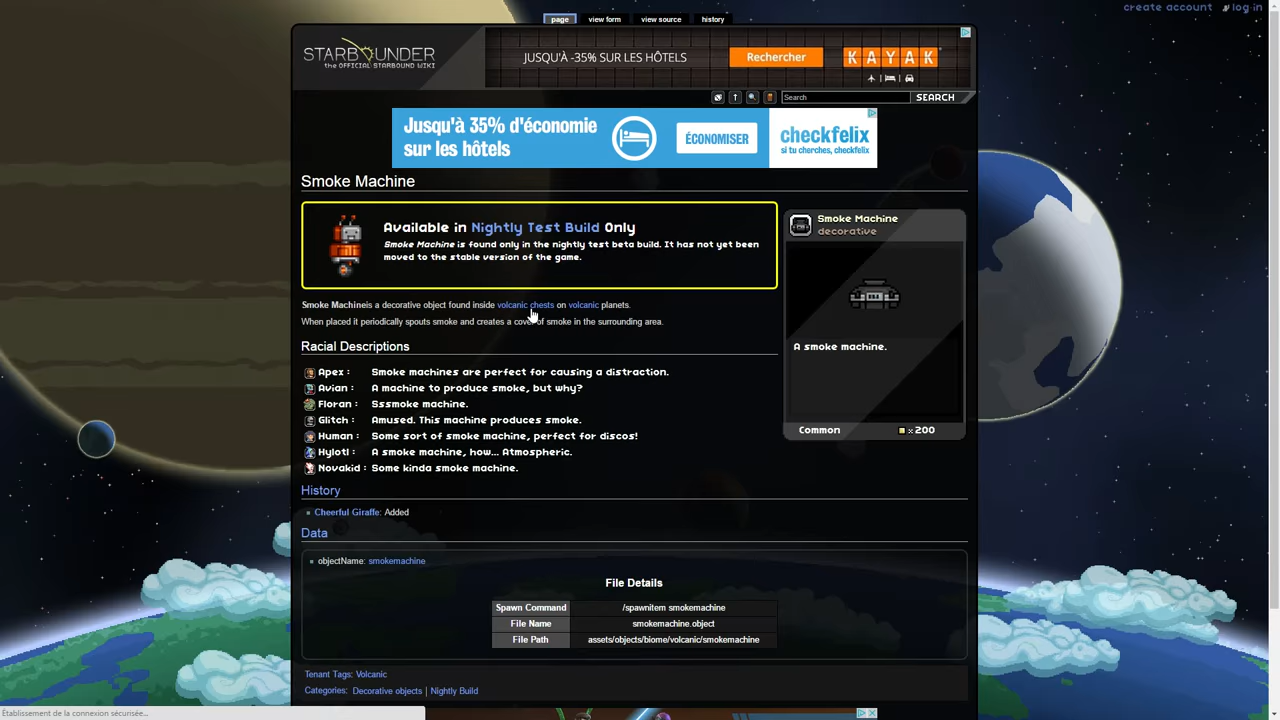 create account log in
page view form view source history
STARBOUNDER
the OFFICIAL STARBOUND WIKI
JUSQU'À -35% SUR LES HÔTELS Rechercher KAYAK
Search SEARCH
Jusqu'à 35% d'économie
sur les hôtels
ÉCONOMISER
checkfelix
si tu cherches, checkfelix
Smoke Machine
Available in Nightly Test Build Only
Smoke Machine is found only in the nightly test beta build. It has not yet been
moved to the stable version of the game.
Smoke Machine
decorative
A smoke machine.
Common x200
Smoke Machineis a decorative object found inside volcanic chests on volcanic planets.
When placed it periodically spouts smoke and creates a cover of smoke in the surrounding area.
Racial Descriptions
Apex : Smoke machines are perfect for causing a distraction.
Avian : A machine to produce smoke, but why?
Floran : Sssmoke machine.
Glitch : Amused. This machine produces smoke.
Human : Some sort of smoke machine, perfect for discos!
Hylotl : A smoke machine, how... Atmospheric.
Novakid : Some kinda smoke machine.
History
Cheerful Giraffe: Added
Data
objectName: smokemachine
File Details
Spawn Command /spawnitem smokemachine
File Name smokemachine.object
File Path assets/objects/biome/volcanic/smokemachine
Tenant Tags: Volcanic
Categories: Decorative objects | Nightly Build
Établissement de la connexion sécurisée...